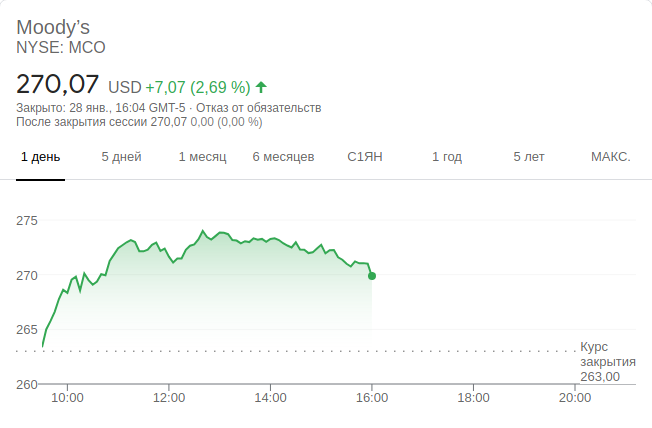 Moody’s
NYSE: MCO
270,07 USD +7,07 (2,69 %)
Закрыто: 28 янв., 16:04 GMT-5 · Отказ от обязательств
После закрытия сессии 270,07 0,00 (0,00 %)
1 день 5 дней 1 месяц 6 месяцев С1ЯН 1 год 5 лет МАКС.
275
270
265
Курс
закрытия
263,00
260
10:00 12:00 14:00 16:00 18:00 20:00